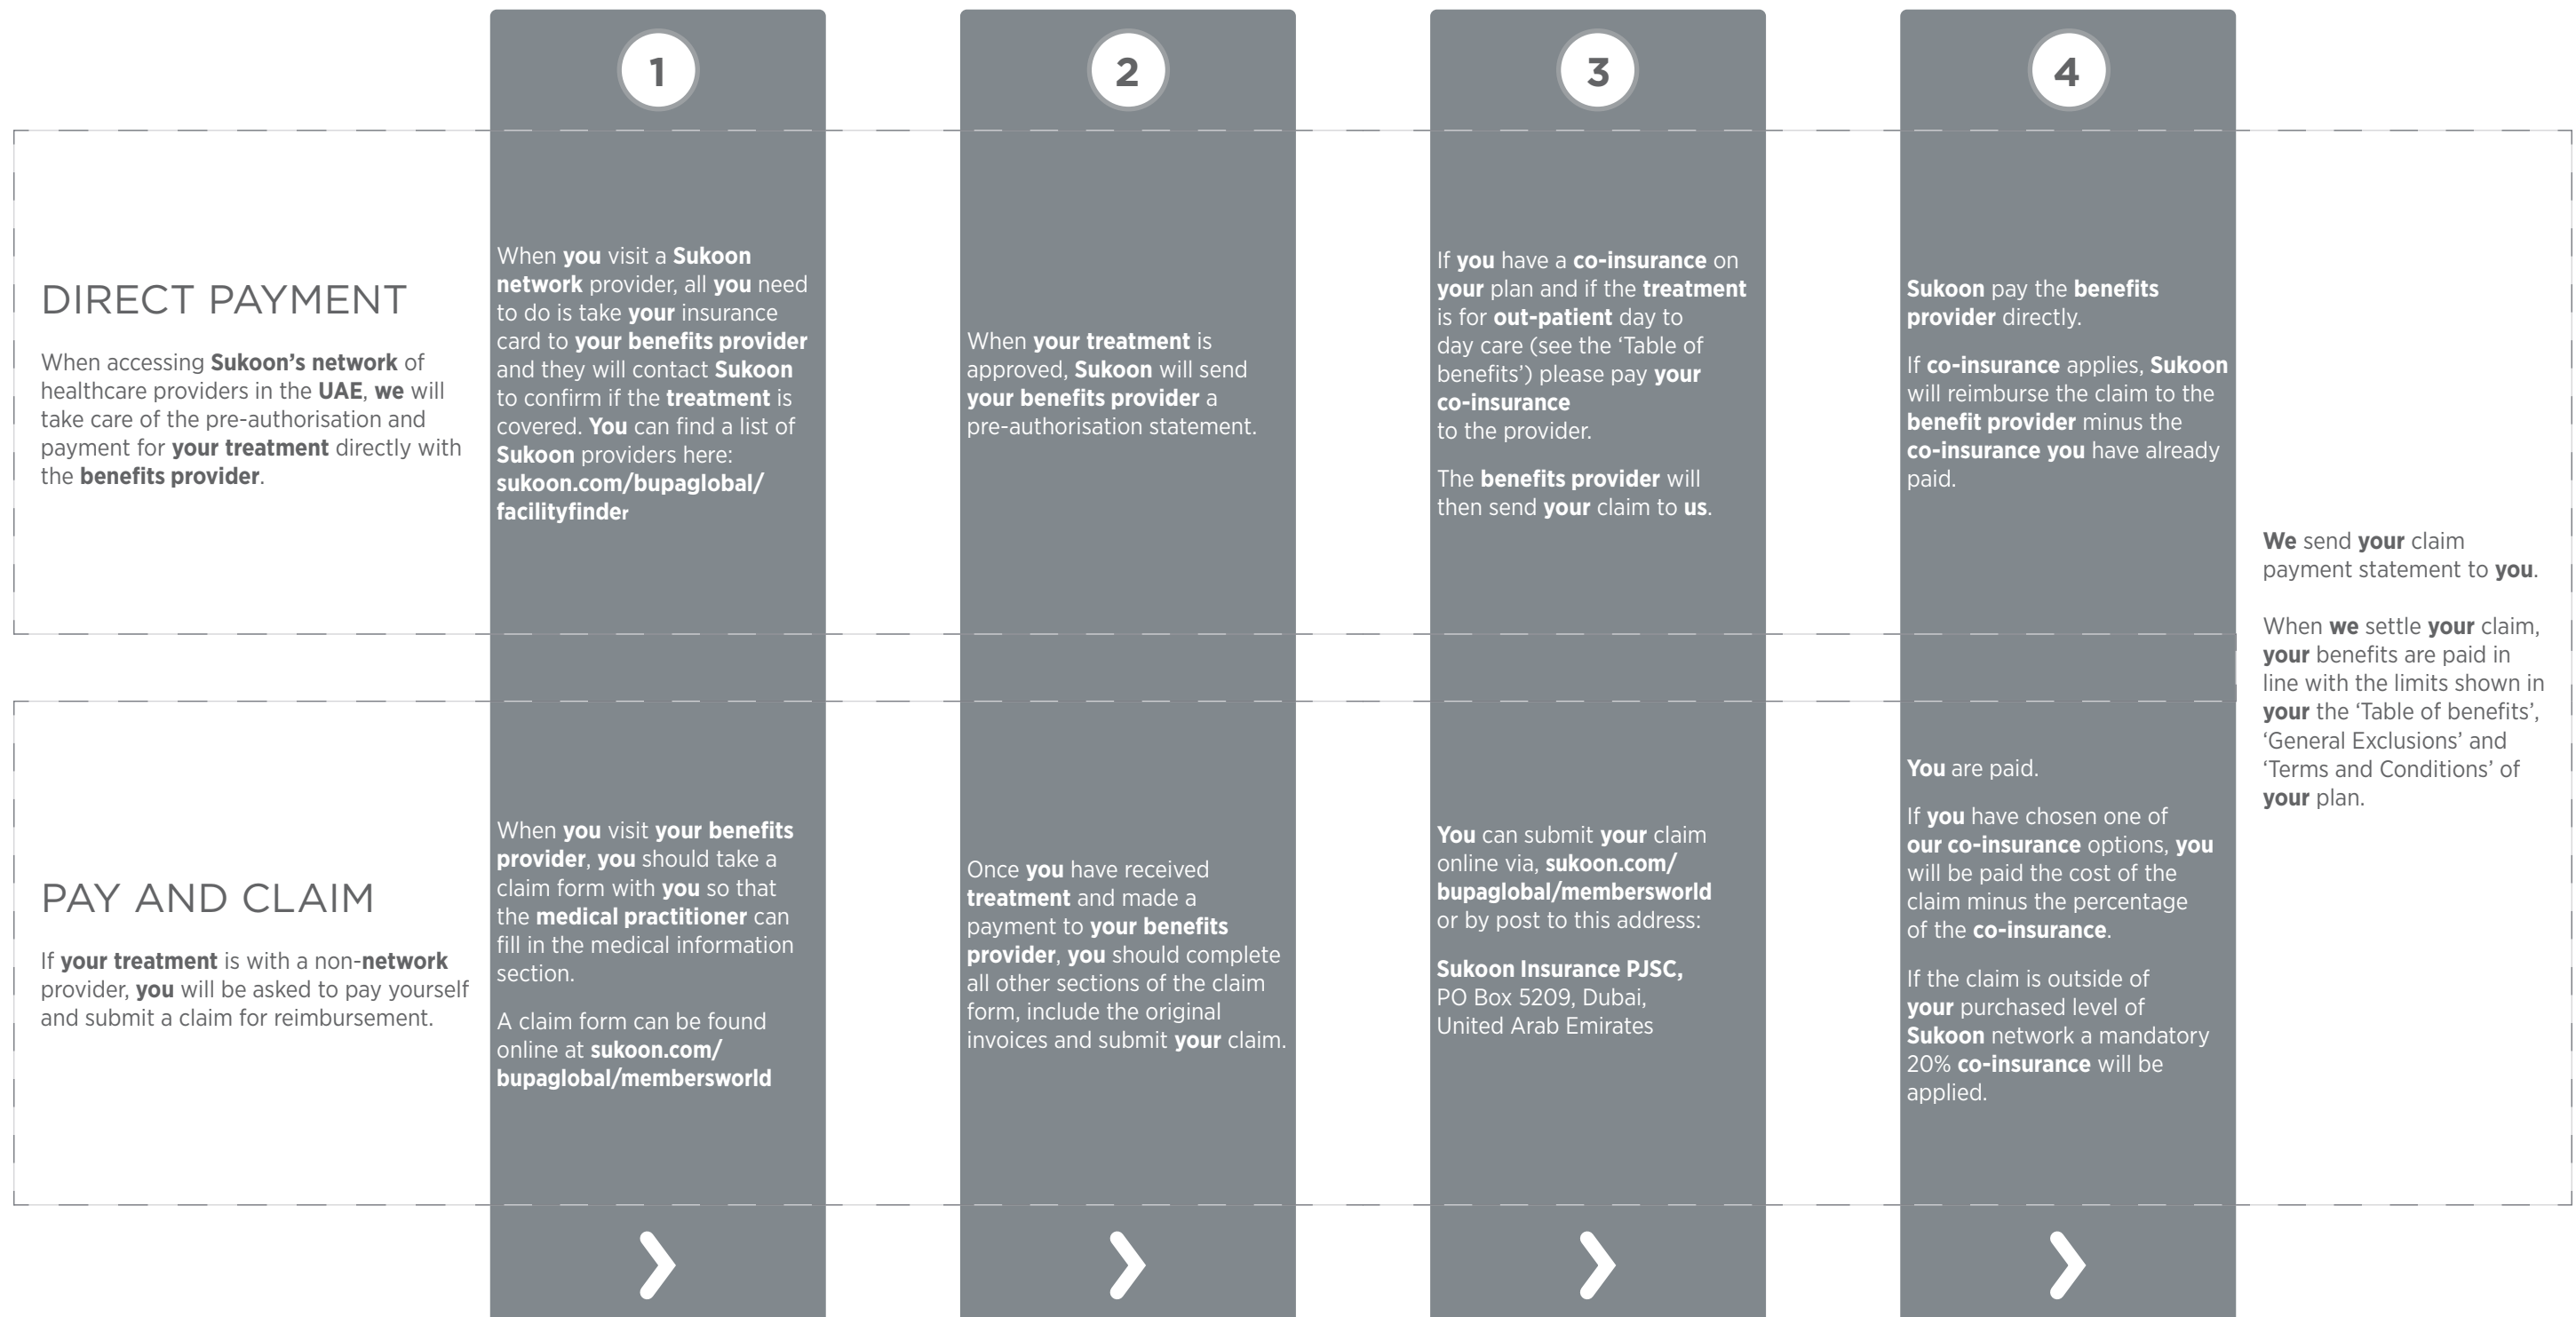 1
2
3
4
DIRECT PAYMENT
When accessing Sukoon's network of
healthcare providers in the UAE, we will
take care of the pre-authorisation and
payment for your treatment directly with
the benefits provider.
When you visit a Sukoon
network provider, all you need
to do is take your insurance
card to your benefits provider
and they will contact Sukoon
to confirm if the treatment is
covered. You can find a list of
Sukoon providers here:
sukoon.com/bupaglobal/
facilityfinder
When your treatment is
approved, Sukoon will send
your benefits provider a
pre-authorisation statement.
If you have a co-insurance on
your plan and if the treatment
is for out-patient day to
day care (see the ‘Table of
benefits’) please pay your
co-insurance
to the provider.
The benefits provider will
then send your claim to us.
Sukoon pay the benefits
provider directly.
If co-insurance applies, Sukoon
will reimburse the claim to the
benefit provider minus the
co-insurance you have already
paid.
PAY AND CLAIM
If your treatment is with a non-network
provider, you will be asked to pay yourself
and submit a claim for reimbursement.
When you visit your benefits
provider, you should take a
claim form with you so that
the medical practitioner can
fill in the medical information
section.
A claim form can be found
online at sukoon.com/
bupaglobal/membersworld
Once you have received
treatment and made a
payment to your benefits
provider, you should complete
all other sections of the claim
form, include the original
invoices and submit your claim.
You can submit your claim
online via, sukoon.com/
bupaglobal/membersworld
or by post to this address:
Sukoon Insurance PJSC,
PO Box 5209, Dubai,
United Arab Emirates
You are paid.
If you have chosen one of
our co-insurance options, you
will be paid the cost of the
claim minus the percentage
of the co-insurance.
If the claim is outside of
your purchased level of
Sukoon network a mandatory
20% co-insurance will be
applied.
We send your claim
payment statement to you.
When we settle your claim,
your benefits are paid in
line with the limits shown in
your the ‘Table of benefits’,
‘General Exclusions’ and
‘Terms and Conditions’ of
your plan.